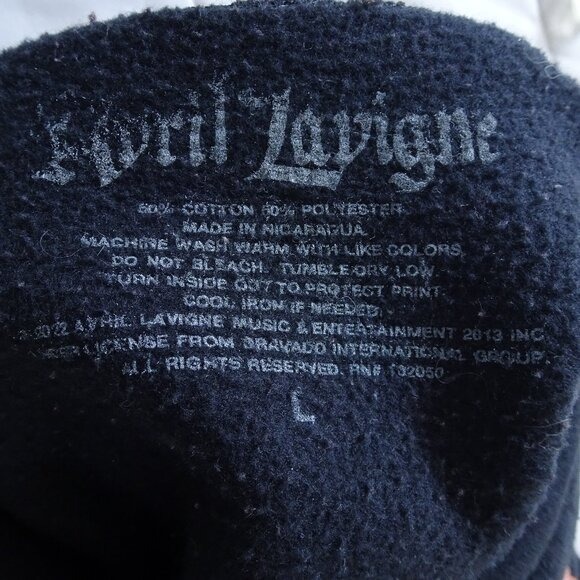 Avril Lavigne
50% COTTON 50% POLYESTER
MADE IN NICARAGUA.
MACHINE WASH WARM WITH LIKE COLORS.
DO NOT BLEACH. TUMBLE DRY LOW.
TURN INSIDE OUT TO PROTECT PRINT.
COOL IRON IF NEEDED.
2022 AVRIL LAVIGNE MUSIC & ENTERTAINMENT 2013 INC
UNDER LICENSE FROM BRAVADO INTERNATIONAL GROUP.
ALL RIGHTS RESERVED. RN# 132050
L